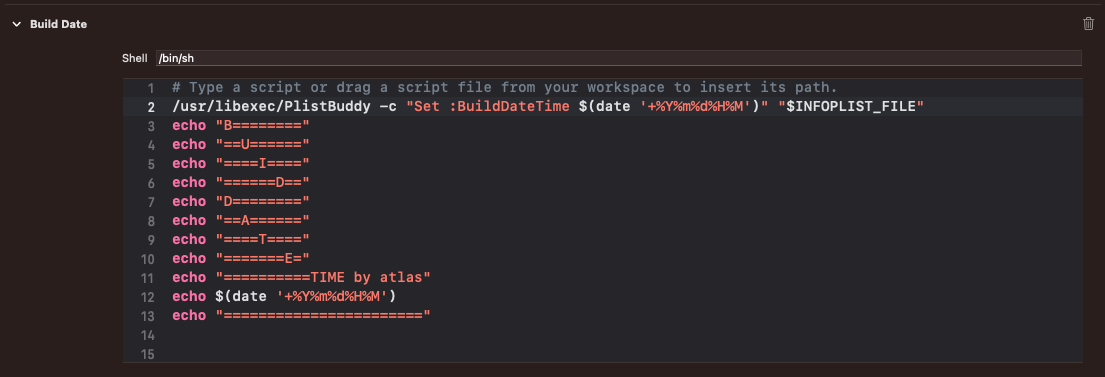 Build Date
Shell /bin/sh
1 # Type a script or drag a script file from your workspace to insert its path.
2 /usr/libexec/PlistBuddy -c "Set :BuildDateTime $(date '+%Y%m%d%H%M')" "$INFOPLIST_FILE"
3 echo "B========"
4 echo "==U======"
5 echo "====I===="
6 echo "======D=="
7 echo "D========"
8 echo "==A======"
9 echo "====T===="
10 echo "=======E="
11 echo "==========TIME by atlas"
12 echo $(date '+%Y%m%d%H%M')
13 echo "======================="
14
15